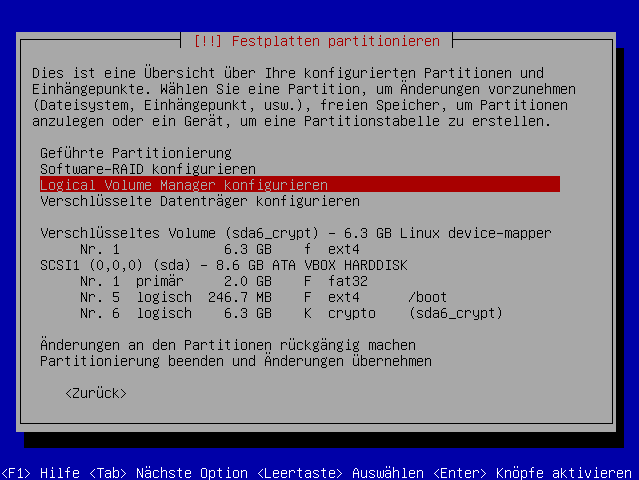 [!!] Festplatten partitionieren
Dies ist eine Übersicht über Ihre konfigurierten Partitionen und
Einhängepunkte. Wählen Sie eine Partition, um Änderungen vorzunehmen
(Dateisystem, Einhängepunkt, usw.), freien Speicher, um Partitionen
anzulegen oder ein Gerät, um eine Partitionstabelle zu erstellen.
Geführte Partitionierung
Software-RAID konfigurieren
Logical Volume Manager konfigurieren
Verschlüsselte Datenträger konfigurieren
Verschlüsseltes Volume (sda6_crypt) - 6.3 GB Linux device-mapper
Nr. 1 6.3 GB f ext4
SCSI1 (0,0,0) (sda) - 8.6 GB ATA VBOX HARDDISK
Nr. 1 primär 2.0 GB F fat32
Nr. 5 logisch 246.7 MB F ext4 /boot
Nr. 6 logisch 6.3 GB K crypto (sda6_crypt)
Änderungen an den Partitionen rückgängig machen
Partitionierung beenden und Änderungen übernehmen
<Zurück>
<F1> Hilfe <Tab> Nächste Option <Leertaste> Auswählen <Enter> Knöpfe aktivieren